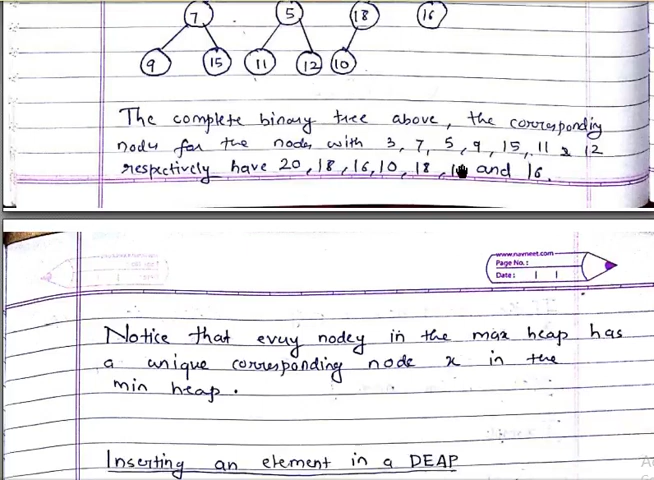 7 5 18 16
9 15 11 12 10
The complete binary tree above, the corresponding
node for the nodes with 3, 7, 5, 9, 15, 11 & 12
respectively have 20, 18, 16, 10, 18, and 16.
www.navneet.com
Page No.:
Date:
Notice that every node y in the max heap has
a unique corresponding node x in the
min heap.
Inserting an element in a DEAP